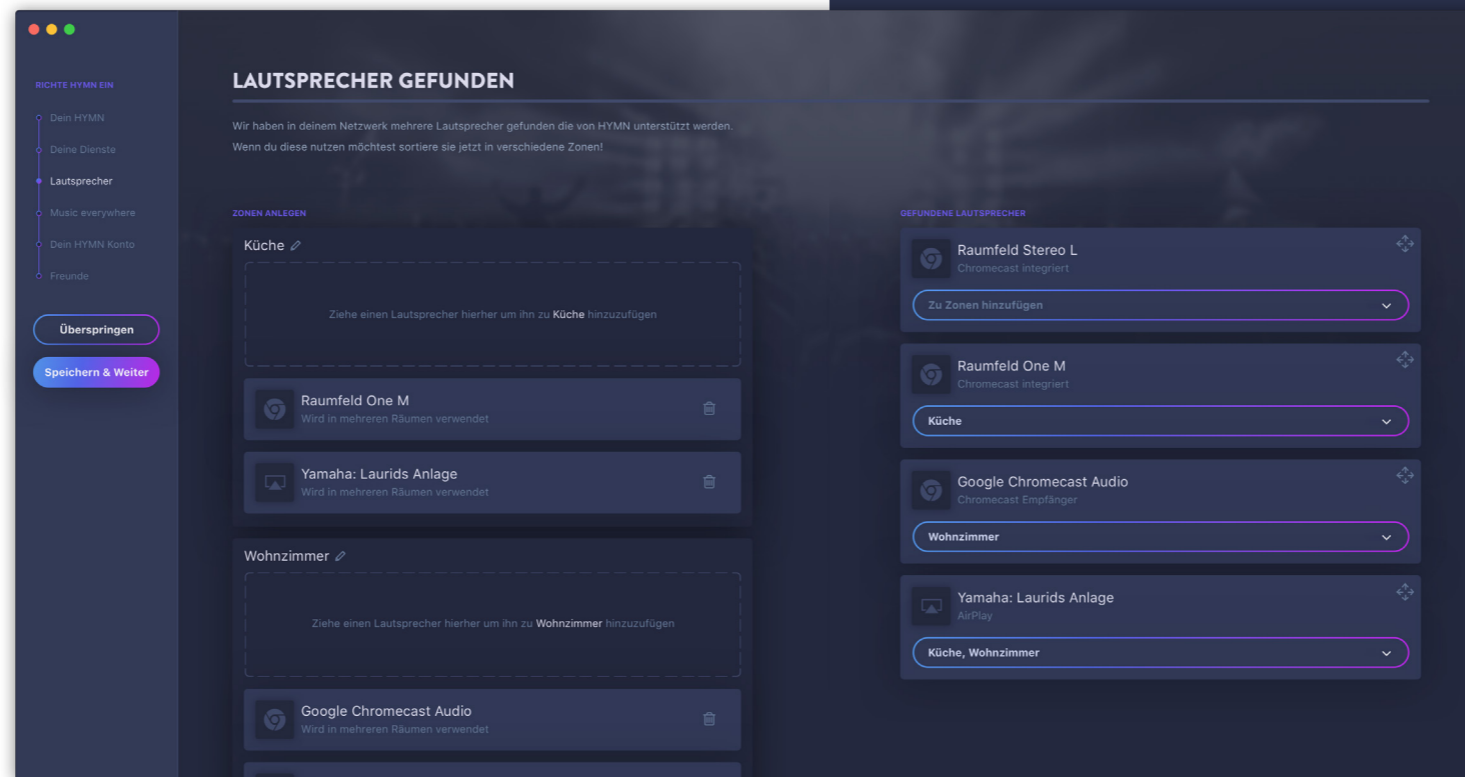 RICHTE HYMN EIN
Dein HYMN
Deine Dienste
Lautsprecher
Music everywhere
Dein HYMN Konto
Freunde
Überspringen
Speichern & Weiter
LAUTSPRECHER GEFUNDEN
Wir haben in deinem Netzwerk mehrere Lautsprecher gefunden die von HYMN unterstützt werden.
Wenn du diese nutzen möchtest sortiere sie jetzt in verschiedene Zonen!
ZONEN ANLEGEN
Küche
Ziehe einen Lautsprecher hierher um ihn zu Küche hinzuzufügen
Raumfeld One M
Wird in mehreren Räumen verwendet
Yamaha: Laurids Anlage
Wird in mehreren Räumen verwendet
Wohnzimmer
Ziehe einen Lautsprecher hierher um ihn zu Wohnzimmer hinzuzufügen
Google Chromecast Audio
Wird in mehreren Räumen verwendet
GEFUNDENE LAUTSPRECHER
Raumfeld Stereo L
Chromecast integriert
Zu Zonen hinzufügen
Raumfeld One M
Chromecast integriert
Küche
Google Chromecast Audio
Chromecast Empfänger
Wohnzimmer
Yamaha: Laurids Anlage
AirPlay
Küche, Wohnzimmer